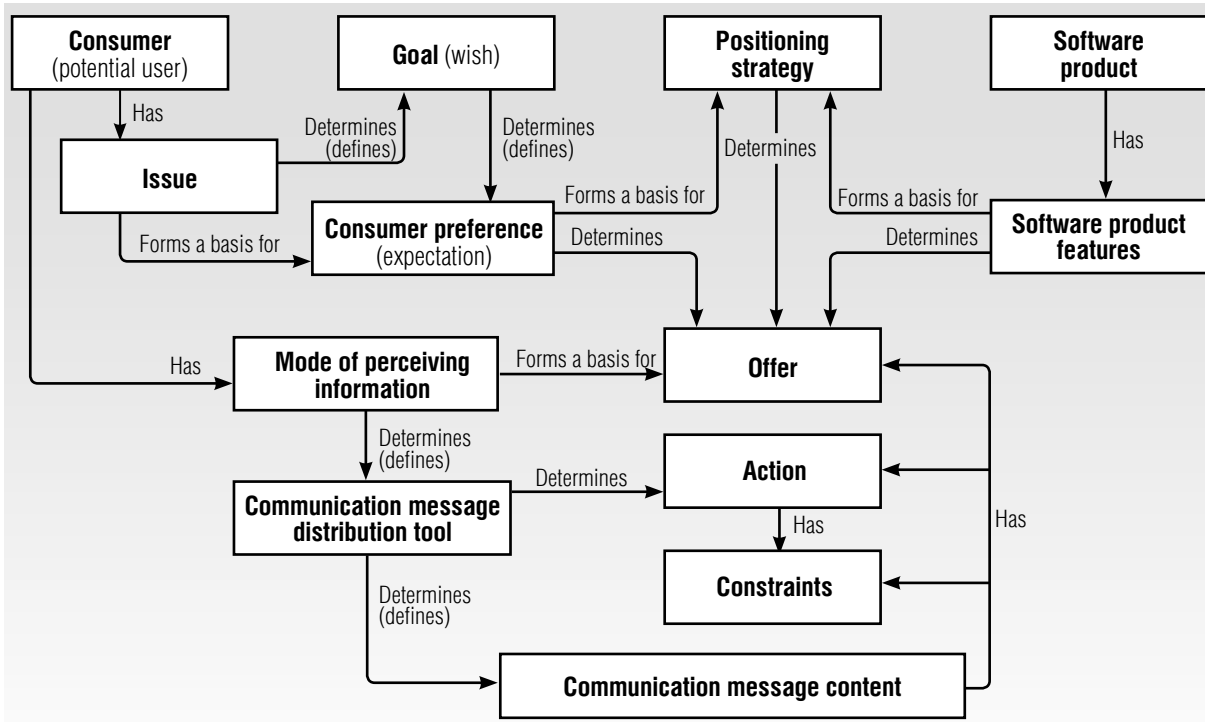 Consumer
(potential user)
Goal (wish)
Positioning
strategy
Software
product
Has
Determines
(defines)
Determines
(defines)
Determines
Has
Issue
Forms a basis for
Forms a basis for
Consumer preference
(expectation)
Software product
features
Forms a basis for
Determines
Determines
Has
Mode of perceiving
information
Forms a basis for
Offer
Determines
(defines)
Communication message
distribution tool
Determines
Action
Has
Has
Constraints
Determines
(defines)
Communication message content